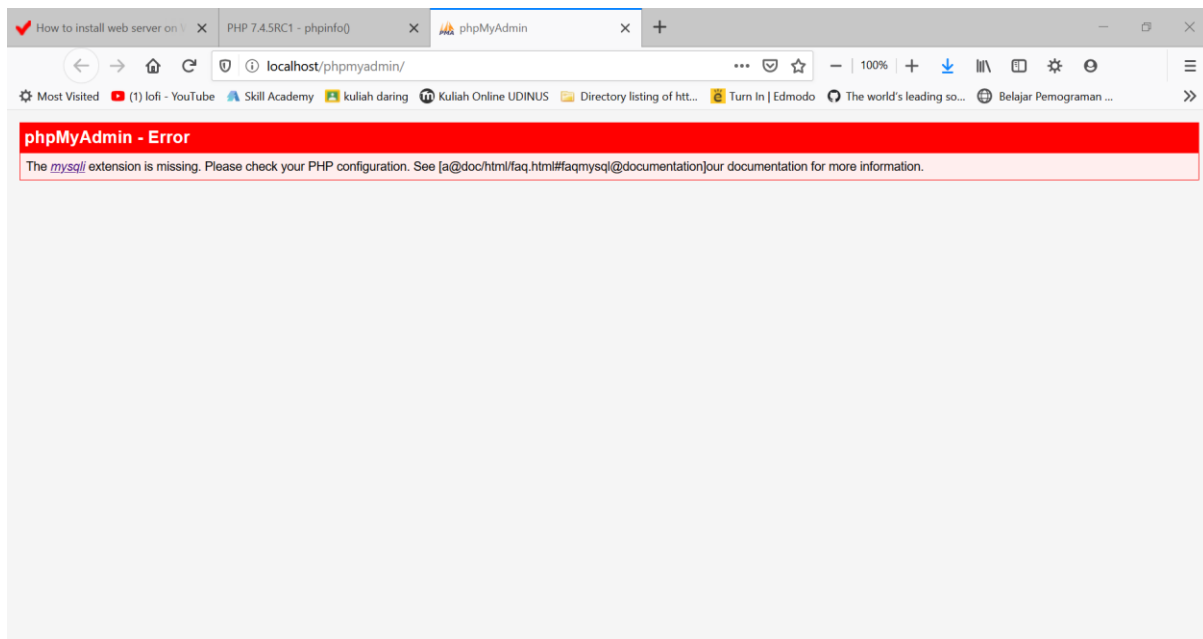 How to install web server on
PHP 7.4.5RC1 - phpinfo()
phpMyAdmin
localhost/phpmyadmin/
100%
Most Visited
(1) lofi - YouTube
Skill Academy
kuliah daring
Kuliah Online UDINUS
Directory listing of htt...
Turn In | Edmodo
The world's leading so...
Belajar Pemograman ...
phpMyAdmin - Error
The mysqli extension is missing. Please check your PHP configuration. See [a@doc/html/faq.html#faqmysql@documentation]our documentation for more information.